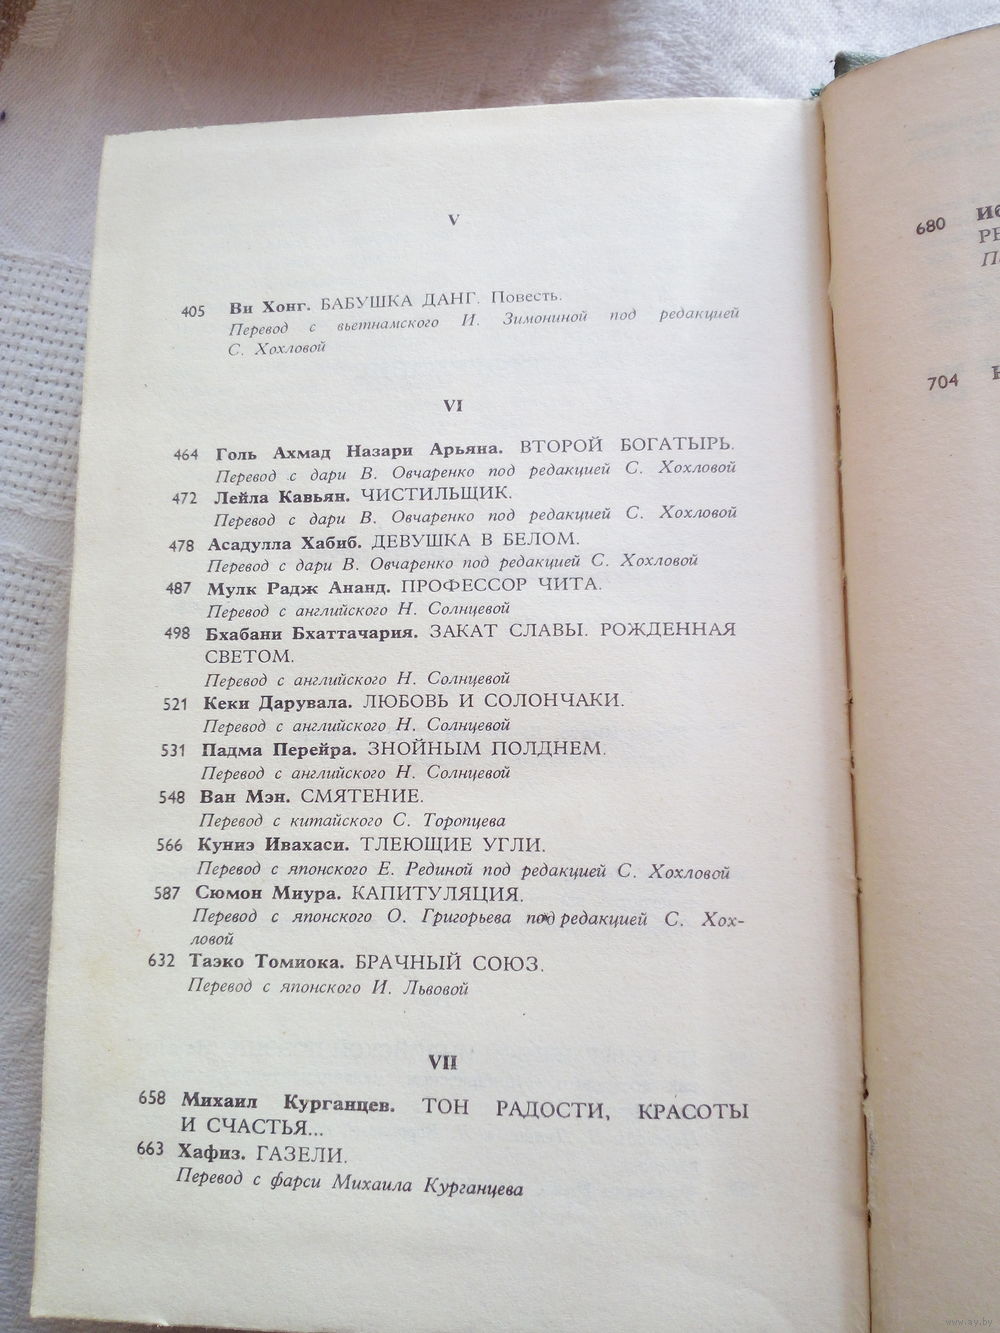 V
405 Ви Хонг. БАБУШКА ДАНГ. Повесть.
Перевод с вьетнамского И. Зимониной под редакцией
С. Хохловой
VI
464 Голь Ахмад Назари Арьяна. ВТОРОЙ БОГАТЫРЬ.
Перевод с дари В. Овчаренко под редакцией С. Хохловой
472 Лейла Кавьян. ЧИСТИЛЬЩИК.
Перевод с дари В. Овчаренко под редакцией С. Хохловой
478 Асадулла Хабиб. ДЕВУШКА В БЕЛОМ.
Перевод с дари В. Овчаренко под редакцией С. Хохловой
487 Мулк Радж Ананд. ПРОФЕССОР ЧИТА.
Перевод с английского Н. Солнцевой
498 Бхабани Бхаттачария. ЗАКАТ СЛАВЫ. РОЖДЕННАЯ
СВЕТОМ.
Перевод с английского Н. Солнцевой
521 Кеки Дарувала. ЛЮБОВЬ И СОЛОНЧАКИ.
Перевод с английского Н. Солнцевой
531 Падма Перейра. ЗНОЙНЫМ ПОЛДНЕМ.
Перевод с английского Н. Солнцевой
548 Ван Мэн. СМЯТЕНИЕ.
Перевод с китайского С. Торопцева
566 Куниэ Ивахаси. ТЛЕЮЩИЕ УГЛИ.
Перевод с японского Е. Рединой под редакцией С. Хохловой
587 Сюмон Миура. КАПИТУЛЯЦИЯ.
Перевод с японского О. Григорьева под редакцией С. Хох-
ловой
632 Таэко Томиока. БРАЧНЫЙ СОЮЗ.
Перевод с японского И. Львовой
VII
658 Михаил Курганцев. ТОН РАДОСТИ, КРАСОТЫ
И СЧАСТЬЯ...
663 Хафиз. ГАЗЕЛИ.
Перевод с фарси Михаила Курганцева
680
704
www.ay.by